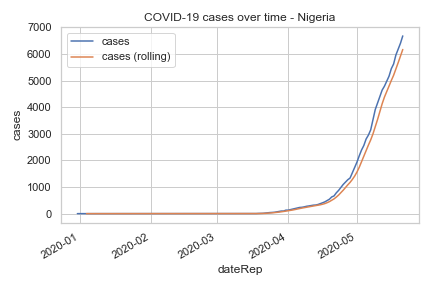 COVID-19 cases over time - Nigeria
7000
6000
5000
4000
3000
2000
1000
0
cases
cases
cases (rolling)
2020-01
2020-02
2020-03
2020-04
2020-05
dateRep